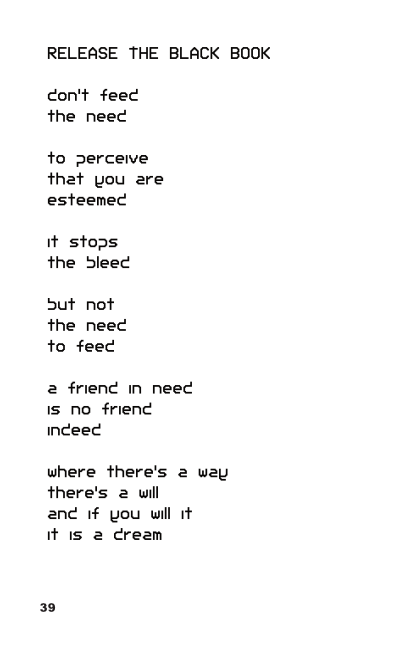 RELEASE THE BLACK BOOK
don't feed
the need
to perceive
that you are
esteemed
it stops
the bleed
but not
the need
to feed
a friend in need
is no friend
indeed
where there's a way
there's a will
and if you will it
it is a dream
39